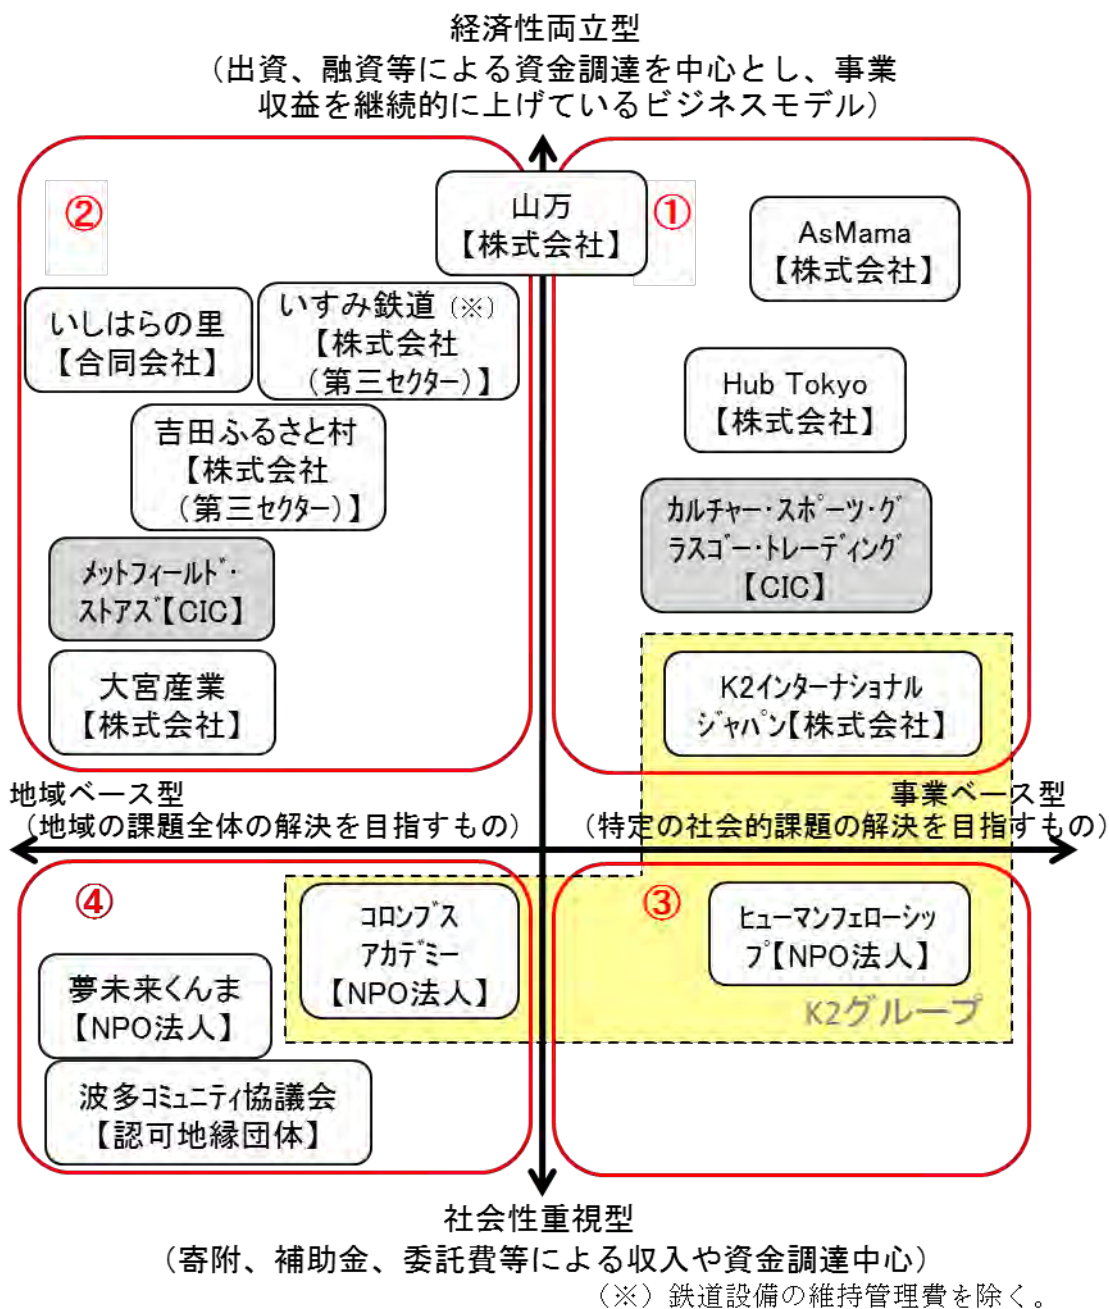 経済性両立型
（出資、融資等による資金調達を中心とし、事業
収益を継続的に上げているビジネスモデル）
②
山万
【株式会社】
①
AsMama
【株式会社】
いしはらの里
【合同会社】
いすみ鉄道（※）
【株式会社
（第三セクター）】
Hub Tokyo
【株式会社】
吉田ふるさと村
【株式会社
（第三セクター）】
カルチャー・スポーツ・グ
ラスゴー・トレーディング
【CIC】
メットフィールド・
ストアズ【CIC】
大宮産業
【株式会社】
K2インターナショナル
ジャパン【株式会社】
地域ベース型
（地域の課題全体の解決を目指すもの）
事業ベース型
（特定の社会的課題の解決を目指すもの）
④
コロンブス
アカデミー
【NPO法人】
③
ヒューマンフェローシッ
プ【NPO法人】
夢未来くんま
【NPO法人】
K2グループ
波多コミュニティ協議会
【認可地縁団体】
社会性重視型
（寄附、補助金、委託費等による収入や資金調達中心）
（※）鉄道設備の維持管理費を除く。